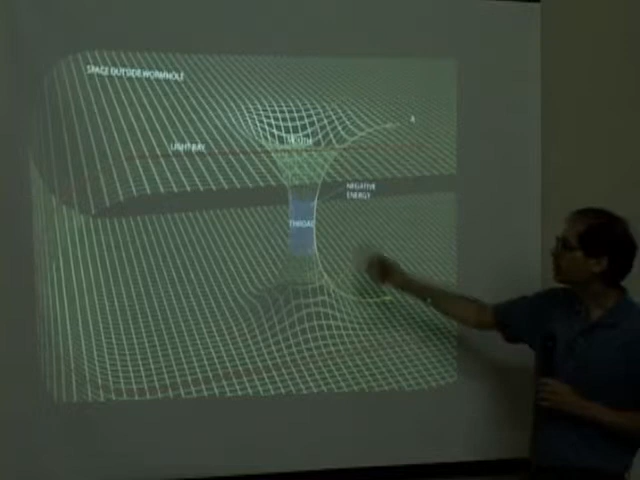 SPACE OUTSIDE WORMHOLE
LIGHT RAY
MOUTH
NEGATIVE
ENERGY
THROAT